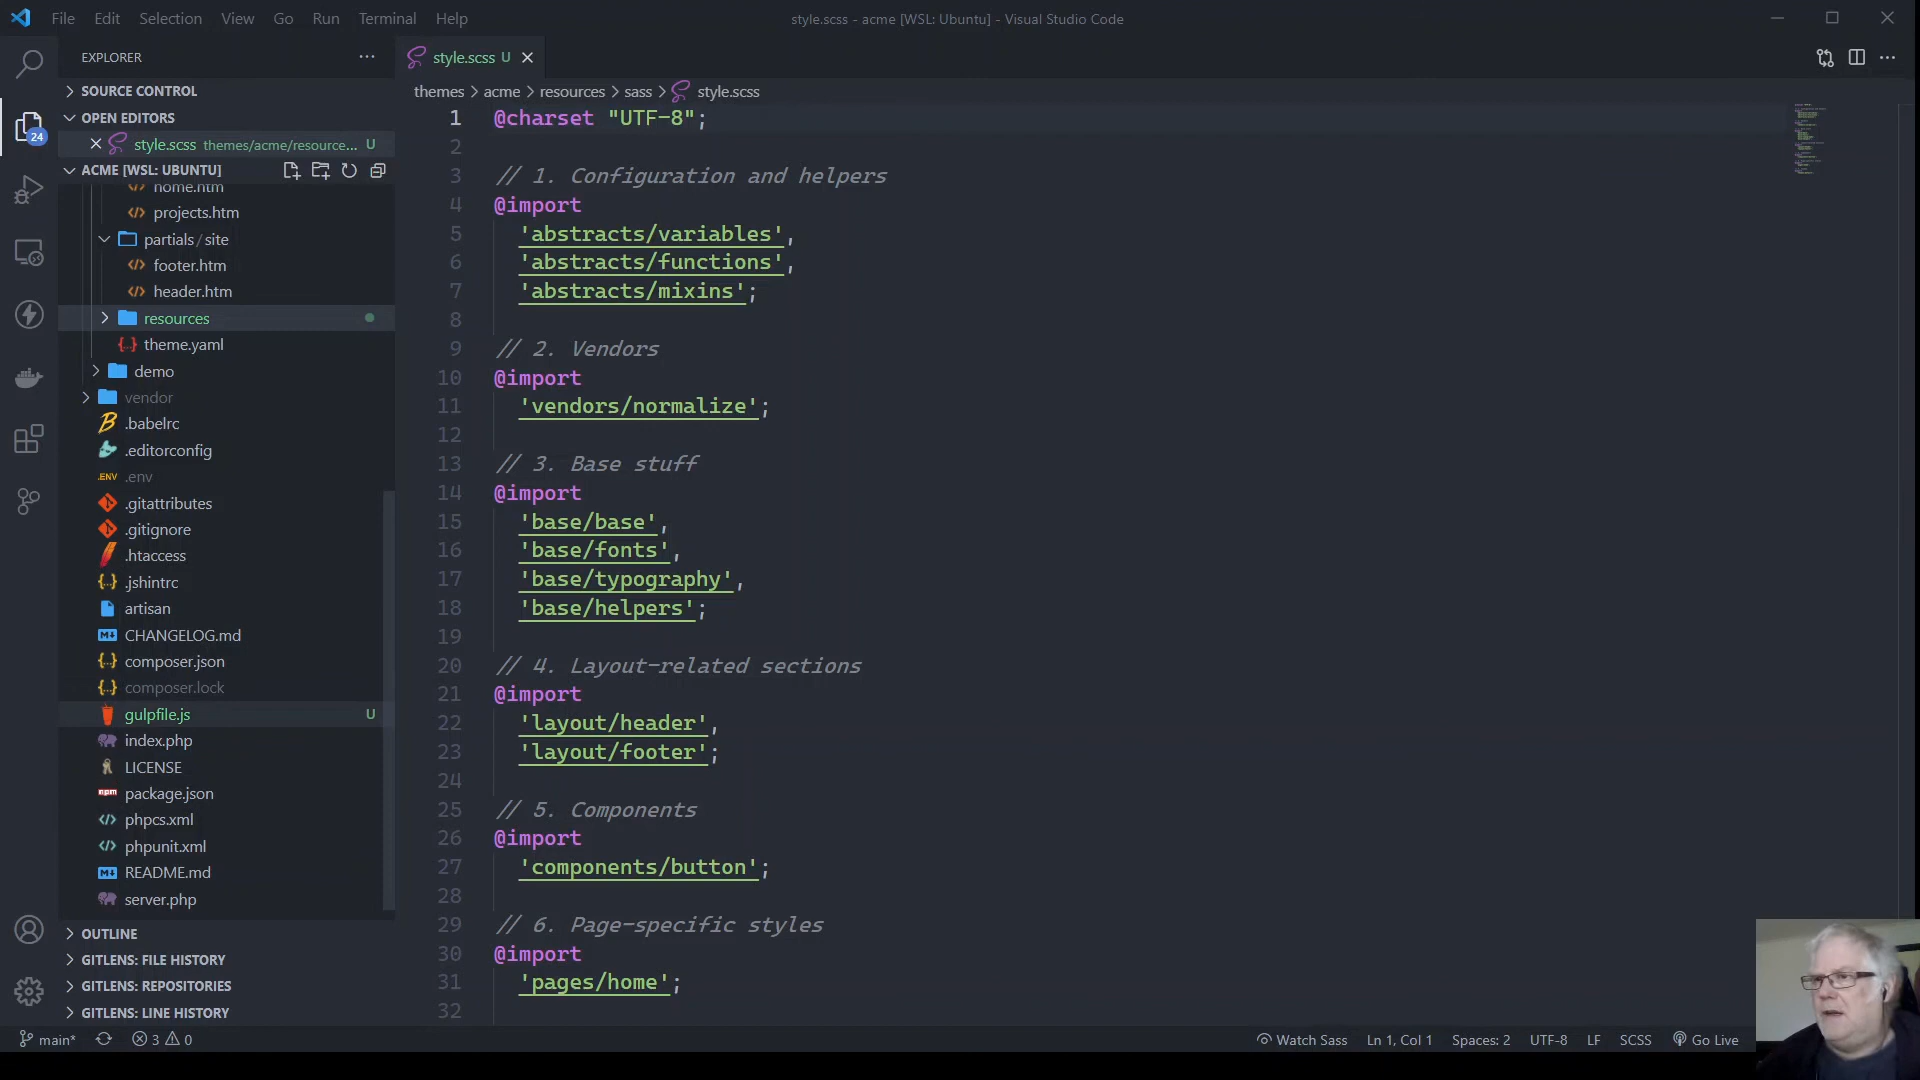 File Edit Selection View Go Run Terminal Help
style.scss - acme [WSL: Ubuntu] - Visual Studio Code
EXPLORER
SOURCE CONTROL
OPEN EDITORS
style.scss themes/acme/resource... U
ACME [WSL: UBUNTU]
home.htm
projects.htm
partials / site
footer.htm
header.htm
resources
theme.yaml
demo
vendor
.babelrc
.editorconfig
.ENV .env
.gitattributes
.gitignore
.htaccess
.jshintrc
artisan
CHANGELOG.md
composer.json
composer.lock
gulpfile.js U
index.php
LICENSE
package.json
phpcs.xml
phpunit.xml
README.md
server.php
OUTLINE
GITLENS: FILE HISTORY
GITLENS: REPOSITORIES
GITLENS: LINE HISTORY
24
style.scss U
themes > acme > resources > sass > style.scss
1 @charset "UTF-8";
2
3 // 1. Configuration and helpers
4 @import
5 'abstracts/variables',
6 'abstracts/functions',
7 'abstracts/mixins';
8
9 // 2. Vendors
10 @import
11 'vendors/normalize';
12
13 // 3. Base stuff
14 @import
15 'base/base',
16 'base/fonts',
17 'base/typography',
18 'base/helpers';
19
20 // 4. Layout-related sections
21 @import
22 'layout/header',
23 'layout/footer';
24
25 // 5. Components
26 @import
27 'components/button';
28
29 // 6. Page-specific styles
30 @import
31 'pages/home';
32
main* 3 0
Watch Sass Ln 1, Col 1 Spaces: 2 UTF-8 LF SCSS Go Live